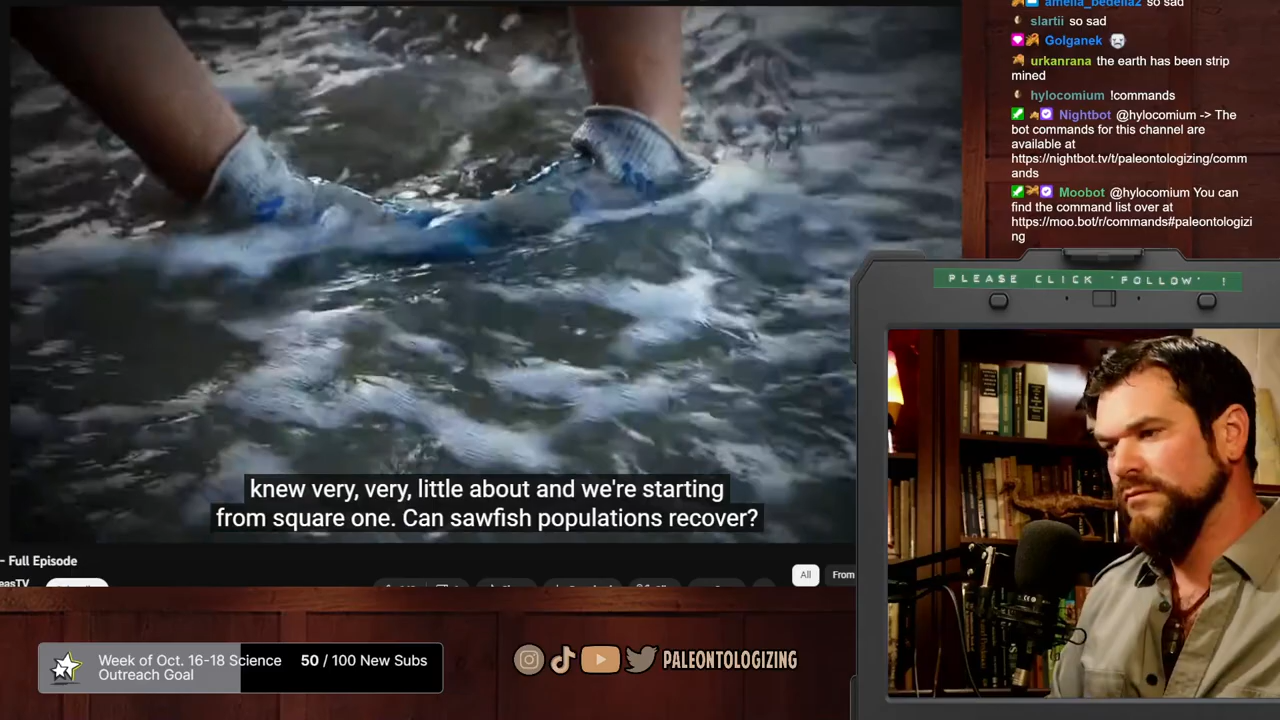 amelia_bedelia2 so sad
slartii so sad
Golganek
urkanrana the earth has been strip
mined
hylocomium !commands
Nightbot @hylocomium -> The
bot commands for this channel are
available at
https://nightbot.tv/t/paleontologizing/comm
ands
Moobot @hylocomium You can
find the command list over at
https://moo.bot/r/commands#paleontologizi
ng
PLEASE CLICK 'FOLLOW' !
knew very, very, little about and we're starting
from square one. Can sawfish populations recover?
– Full Episode
easTV
All
From
Week of Oct. 16-18 Science
Outreach Goal
50 / 100 New Subs
PALEONTOLOGIZING